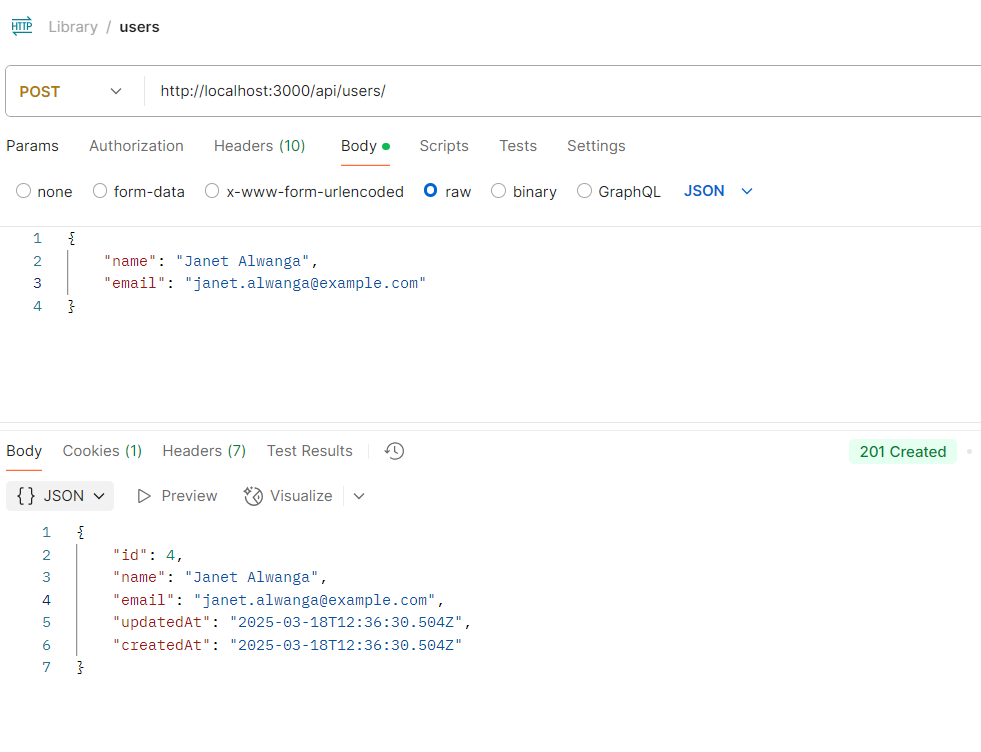 HTTP Library / users
POST http://localhost:3000/api/users/
Params Authorization Headers (10) Body Scripts Tests Settings
none form-data x-www-form-urlencoded raw binary GraphQL JSON
1 {
2 "name": "Janet Alwanga",
3 "email": "janet.alwanga@example.com"
4 }
Body Cookies (1) Headers (7) Test Results 201 Created
{} JSON Preview Visualize
1 {
2 "id": 4,
3 "name": "Janet Alwanga",
4 "email": "janet.alwanga@example.com",
5 "updatedAt": "2025-03-18T12:36:30.504Z",
6 "createdAt": "2025-03-18T12:36:30.504Z"
7 }